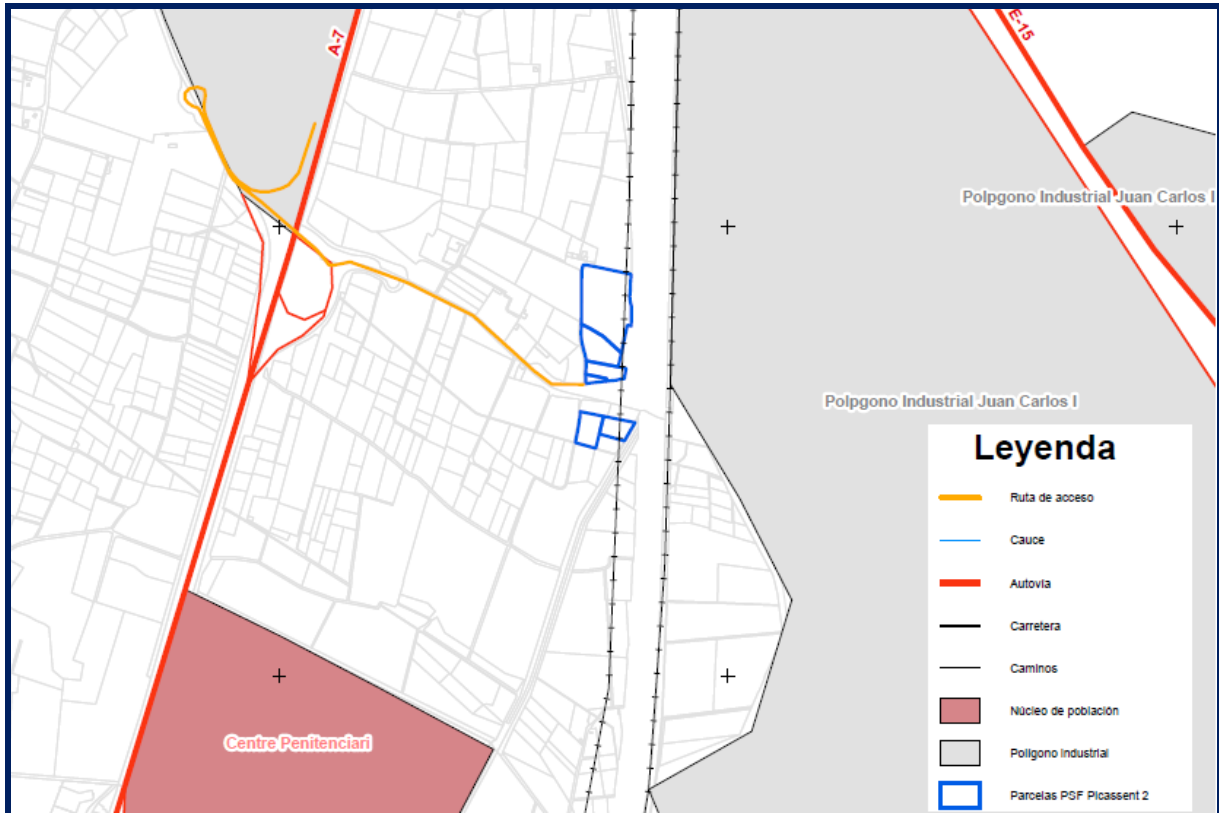 A-7
E-15
Polpgono Industrial Juan Carlos I
Polpgono Industrial Juan Carlos I
Centre Penitenciari
Leyenda
Ruta de acceso
Cauce
Autovia
Carretera
Caminos
Núcleo de población
Poligono Industrial
Parcelas PSF Picassent 2